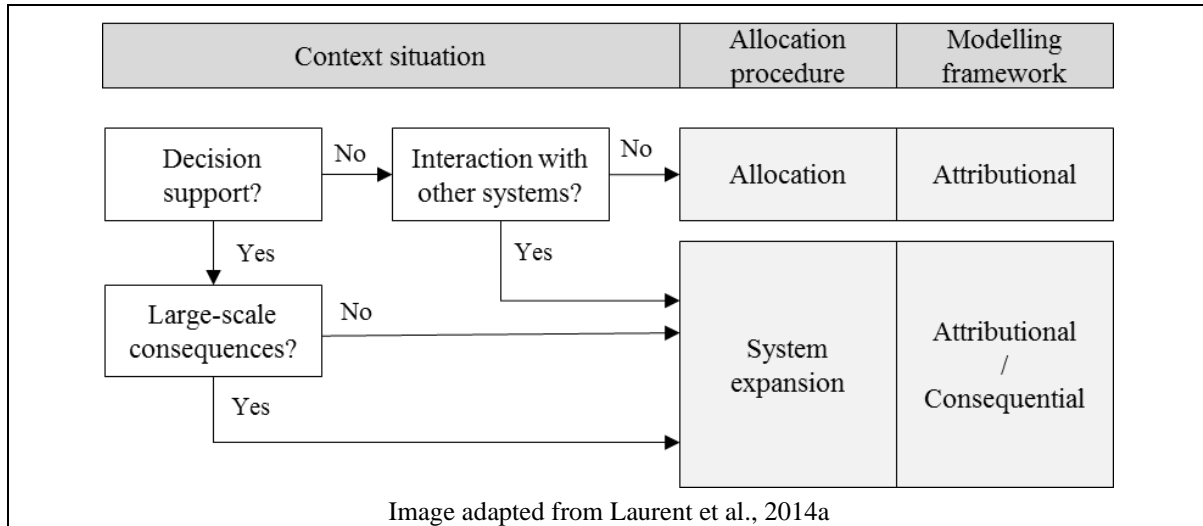 Context situation
Allocation
procedure
Modelling
framework
Decision
support?
No
Interaction with
other systems?
No
Allocation
Attributional
Yes
Yes
Large-scale
consequences?
No
System
expansion
Attributional
/
Consequential
Yes
Image adapted from Laurent et al., 2014a